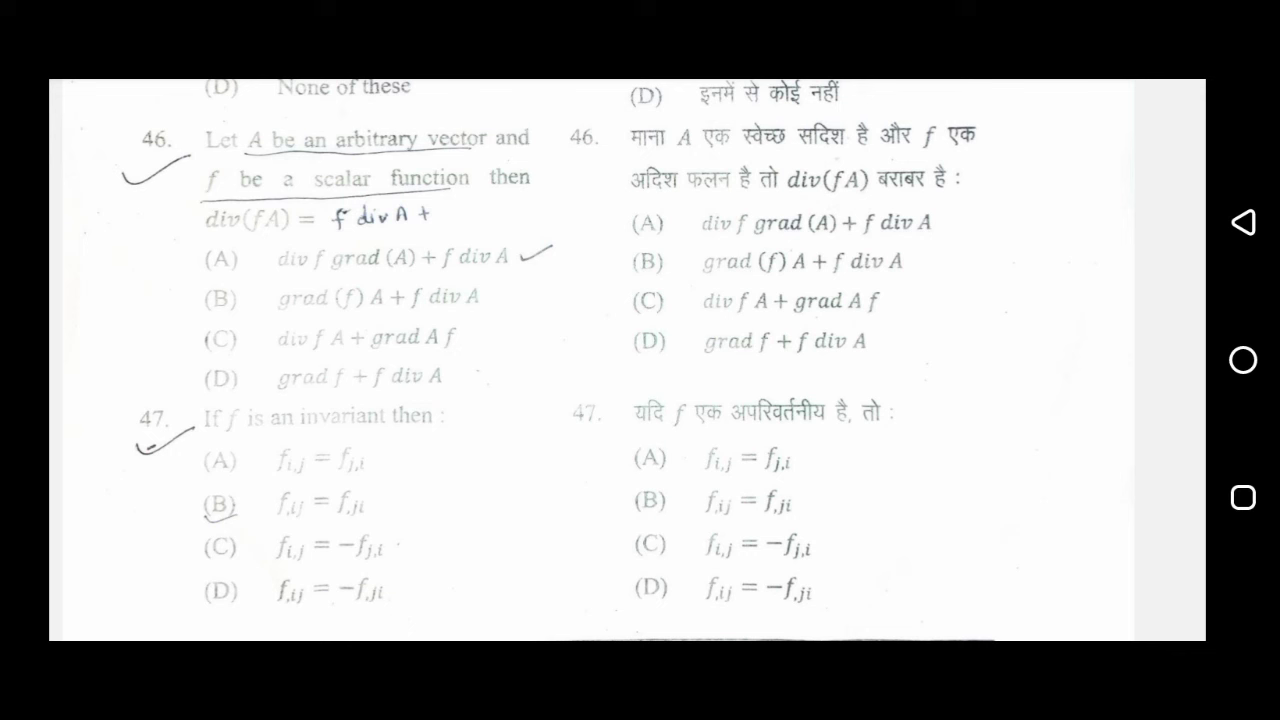 (D) None of these
46. Let A be an arbitrary vector and
f be a scalar function then
div(fA) = f div A +
(A) div f grad (A) + f div A
(B) grad (f) A + f div A
(C) div f A + grad A f
(D) grad f + f div A
47. If f is an invariant then :
(A) f_{i,j} = f_{j,i}
(B) f_{,ij} = f_{,ji}
(C) f_{i,j} = −f_{j,i}
(D) f_{,ij} = −f_{,ji}
(D) इनमें से कोई नहीं
46. माना A एक स्वेच्छ सदिश है और f एक
अदिश फलन है तो div(fA) बराबर है :
(A) div f grad (A) + f div A
(B) grad (f) A + f div A
(C) div f A + grad A f
(D) grad f + f div A
47. यदि f एक अपरिवर्तनीय है, तो :
(A) f_{i,j} = f_{j,i}
(B) f_{,ij} = f_{,ji}
(C) f_{i,j} = −f_{j,i}
(D) f_{,ij} = −f_{,ji}